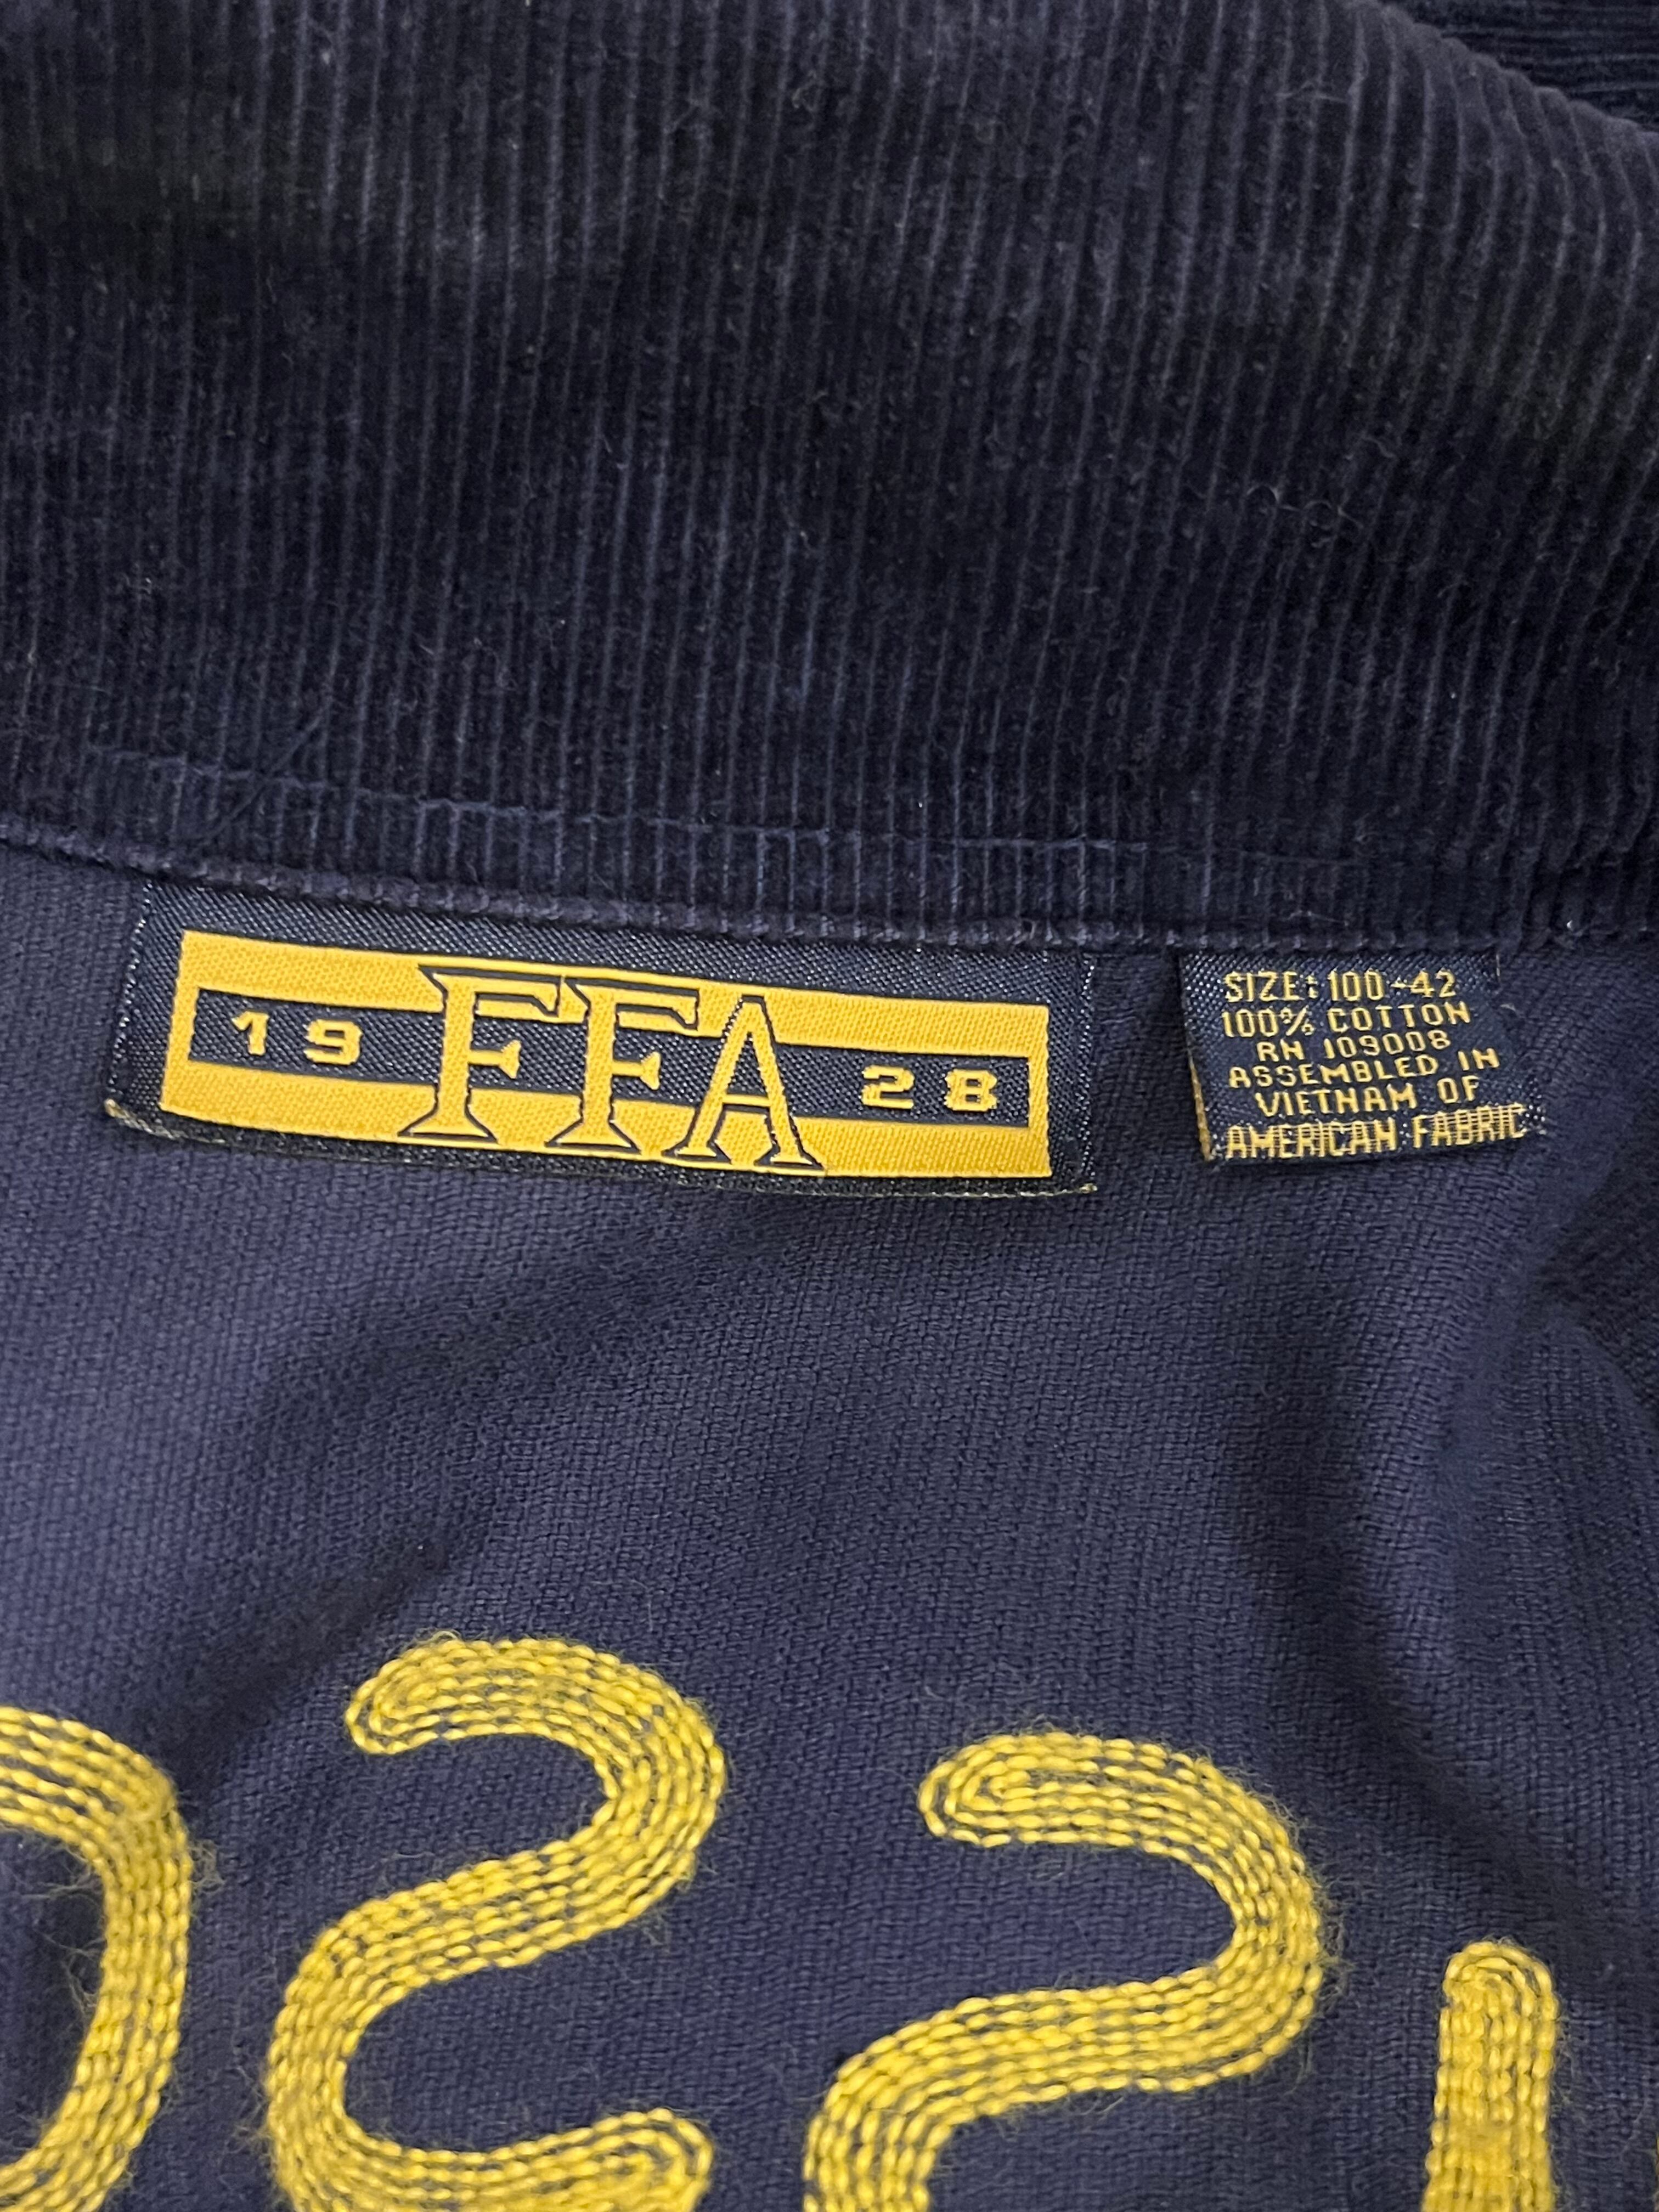 19 FFA 28
SIZE: 100-42
100% COTTON
RN 109008
ASSEMBLED IN
VIETNAM OF
AMERICAN FABRIC